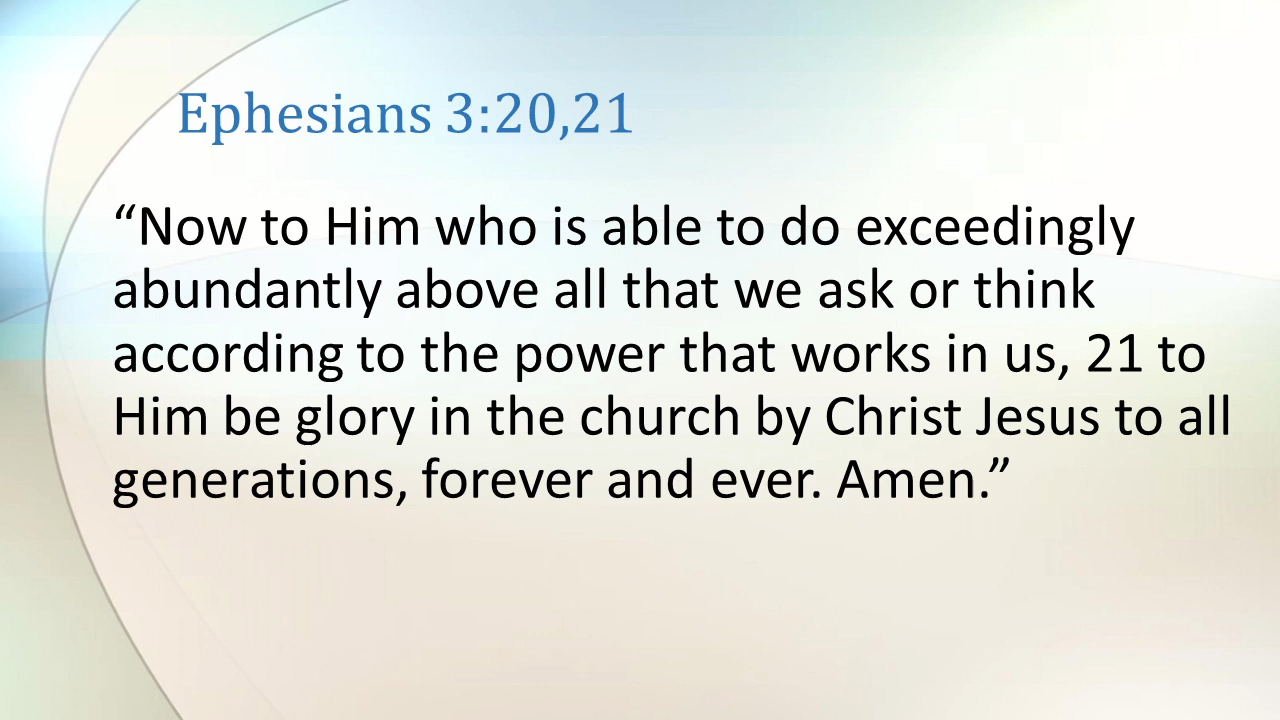 Ephesians 3:20,21
“Now to Him who is able to do exceedingly
abundantly above all that we ask or think
according to the power that works in us, 21 to
Him be glory in the church by Christ Jesus to all
generations, forever and ever. Amen.”